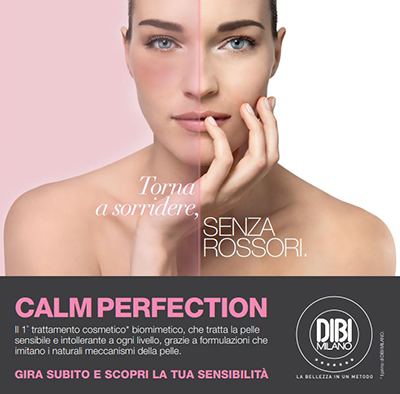 Torna
a sorridere,
SENZA
ROSSORI.
CALM PERFECTION
Il 1° trattamento cosmetico* biomimetico, che tratta la pelle
sensibile e intollerante a ogni livello, grazie a formulazioni che
imitano i naturali meccanismi della pelle.
GIRA SUBITO E SCOPRI LA TUA SENSIBILITÀ
DIBI
MILANO
LA BELLEZZA IN UN METODO
DIBI MILANO.